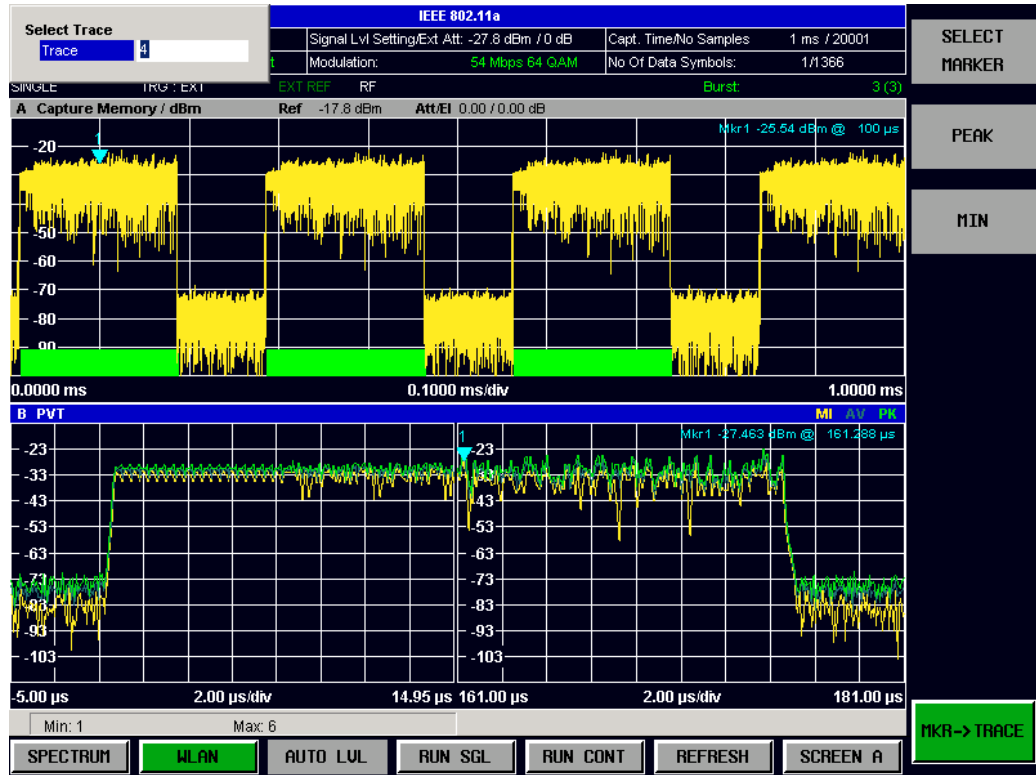 Select Trace
Trace 4
IEEE 802.11a
Signal Lvl Setting/Ext Att: -27.8 dBm / 0 dB Capt. Time/No Samples 1 ms / 20001
Modulation: 54 Mbps 64 QAM No Of Data Symbols: 1/1366
SINGLE TRG : EXT EXT REF RF Burst: 3 (3)
A Capture Memory / dBm Ref -17.8 dBm Att/El 0.00 / 0.00 dB
Mkr1 -25.54 dBm @ 100 µs
1
-20
-50
-60
-70
-80
-90
0.0000 ms 0.1000 ms/div 1.0000 ms
B PVT MI AV PK
1 Mkr1 -27.463 dBm @ 161.288 µs
-23 -23
-33 -33
-43 -43
-53 -53
-63 -63
-73 -73
-83 -83
-93 -93
-103 -103
-5.00 µs 2.00 µs/div 14.95 µs 161.00 µs 2.00 µs/div 181.00 µs
Min: 1 Max: 6
SPECTRUM WLAN AUTO LVL RUN SGL RUN CONT REFRESH SCREEN A
SELECT
MARKER
PEAK
MIN
MKR-> TRACE